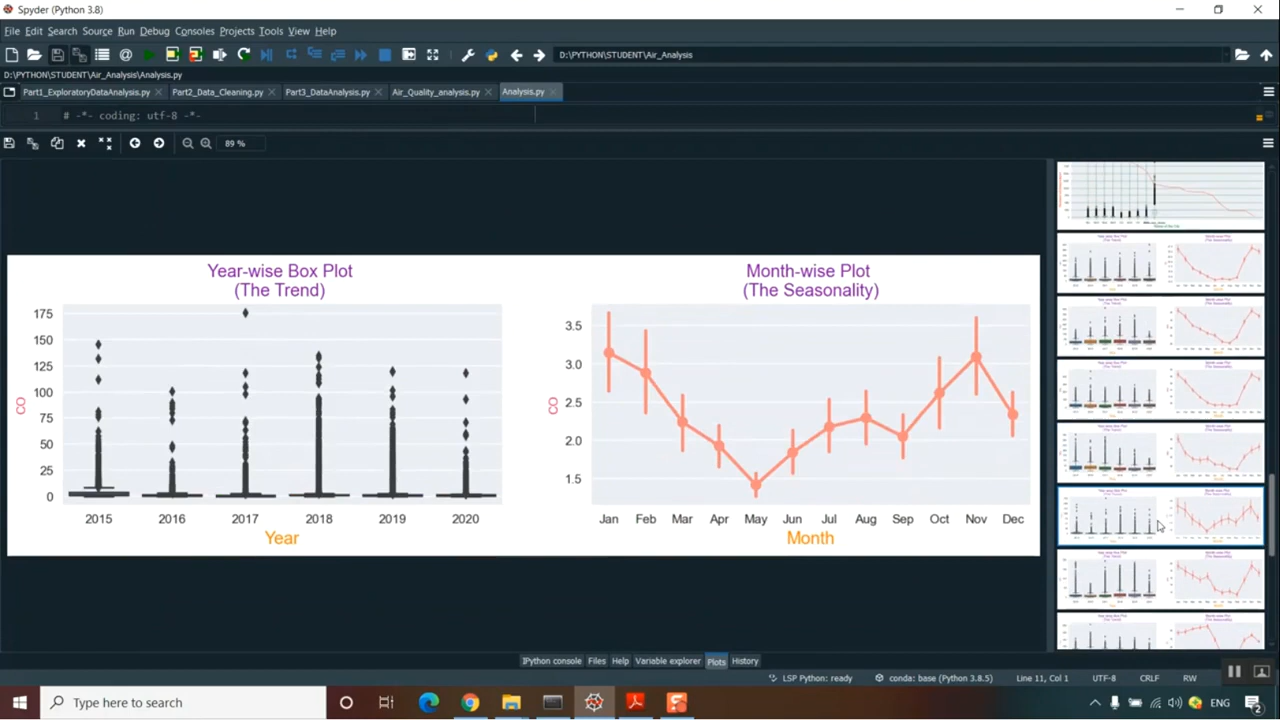 Spyder (Python 3.8)
File Edit Search Source Run Debug Consoles Projects Tools View Help
D:\PYTHON\STUDENT\Air_Analysis
D:\PYTHON\STUDENT\Air_Analysis\Analysis.py
Part1_ExploratoryDataAnalysis.py Part2_Data_Cleaning.py Part3_DataAnalysis.py Air_Quality_analysis.py Analysis.py
1 # -*- coding: utf-8 -*-
89 %
Year-wise Box Plot
(The Trend)
CO
175
150
125
100
75
50
25
0
2015 2016 2017 2018 2019 2020
Year
Month-wise Plot
(The Seasonality)
CO
3.5
3.0
2.5
2.0
1.5
Jan Feb Mar Apr May Jun Jul Aug Sep Oct Nov Dec
Month
IPython console Files Help Variable explorer Plots History
LSP Python: ready conda: base (Python 3.8.5) Line 11, Col 1 UTF-8 CRLF RW
Type here to search
ENG
2